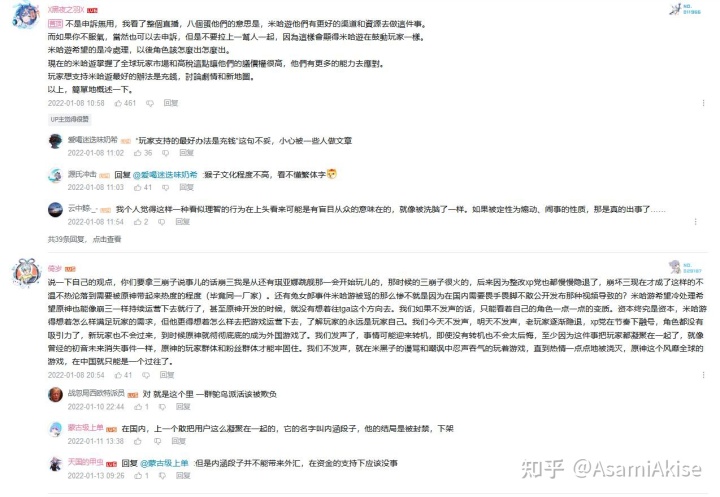 X黑夜之羽X LV5
置顶 不是申訴無用，我看了整個直播，八個蛋他們的意思是，米哈遊他們有更好的渠道和資源去做這件事。
而如果你不服氣，當然也可以去申訴，但是不要拉上一幫人一起，因為這樣會顯得米哈遊在鼓動玩家一樣。
米哈遊希望的是冷處理，以後角色該怎麼出怎麼出。
現在的米哈遊掌握了全球玩家市場和高稅這點讓他們的議價權很高，他們有更多的能力去應對。
玩家想支持米哈遊最好的辦法是充錢，討論劇情和新地圖。
以上，簡單地概述一下。
2022-01-08 10:58 461 回复
UP主觉得很赞
爱喝迷迭味奶希 "玩家支持的最好办法是充钱"这句不妥，小心被一些人做文章
2022-01-08 11:02 36 回复
源氏冲击 回复 @爱喝迷迭味奶希 :猴子文化程度不高，看不懂繁体字
2022-01-08 11:03 41 回复
云中鲸-_- 我个人觉得这样一种看似理智的行为在上头看来可能是有盲目从众的意味在的，就像被洗脑了一样。如果被定性为煽动、闹事的性质，那是真的出事了……
2022-01-08 11:54 2 回复
共39条回复，点击查看
倚岁
说一下自己的观点，你们要拿三崩子说事儿的话崩三我是从还有琪亚娜跳舰那一会开始玩儿的，那时候的三崩子很火的，后来因为整改xp党也都慢慢隐退了，崩坏三现在才成了这样的不
温不热沦落到需要被原神带起来热度的程度（毕竟同一厂家）。还有兔女郎事件米哈游被骂的那么惨不就是因为在国内需要畏手畏脚不敢公开发布那种视频导致的？米哈游希望冷处理希
望原神也能像崩三一样持续运营下去就行了，甚至原神开发的时候，就没有想着往tga这个方向去。我们如果不发声的话，只能看着自己的角色一点一点的变质。资本终究是资本，米哈游
得想着怎么样满足玩家的需求，但他更得想着怎么样去把游戏运营下去，了解玩家的永远是玩家自己。我们今天不发声，明天不发声，老玩家逐渐隐退，xp党在节奏下融号，角色都没有
吸引力了，新玩家也不会过来，到时候原神就彻彻底底的成为外国游戏了。我们发声了，事情可能迎来转机，即使没有转机也不会太后悔，至少因为这件事把玩家都凝聚在一起了，就像
曾经的初音未来消失事件一样，原神的玩家群体和粉丝群体才能牢固住。我们不发声，就在米黑子的谩骂和嘲讽中忍声吞气的玩着游戏，直到热情一点点地被浇灭，原神这个风靡全球的
游戏，在中国就只能是一个过往了。
2022-01-08 20:54 41 回复
战忽局西欧特派员 对 就是这个理 一群鸵鸟派活该被欺负
2022-01-10 22:44 1 回复
蒙古级上单 在国内，上一个敢把用户这么凝聚在一起的，它的名字叫内涵段子，他的结局是被封禁，下架
2022-01-11 13:38 回复
天国的甲虫 回复 @蒙古级上单 :但是内涵段子并不能带来外汇，在资金的支持下应该没事
2022-01-13 09:26 1 回复
知乎 @AsamiAkise